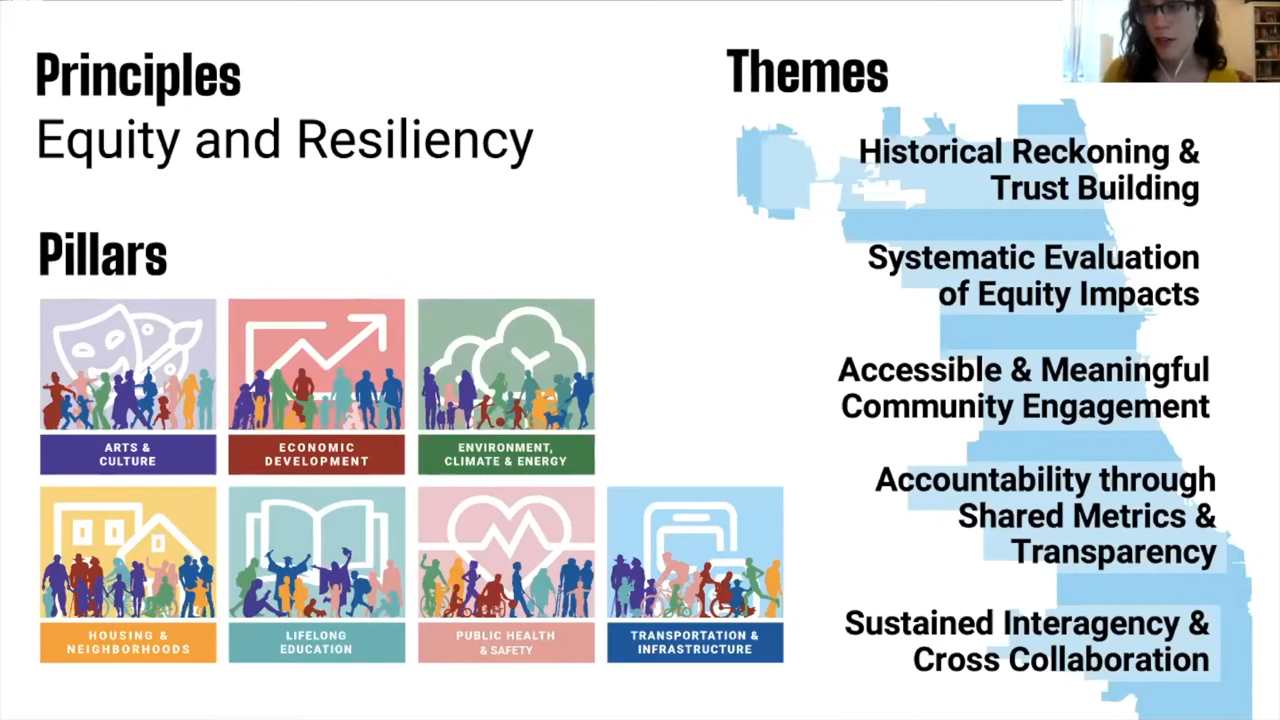 Principles
Equity and Resiliency
Pillars
ARTS &
CULTURE
ECONOMIC
DEVELOPMENT
ENVIRONMENT,
CLIMATE & ENERGY
HOUSING &
NEIGHBORHOODS
LIFELONG
EDUCATION
PUBLIC HEALTH
& SAFETY
TRANSPORTATION &
INFRASTRUCTURE
Themes
Historical Reckoning &
Trust Building
Systematic Evaluation
of Equity Impacts
Accessible & Meaningful
Community Engagement
Accountability through
Shared Metrics &
Transparency
Sustained Interagency &
Cross Collaboration